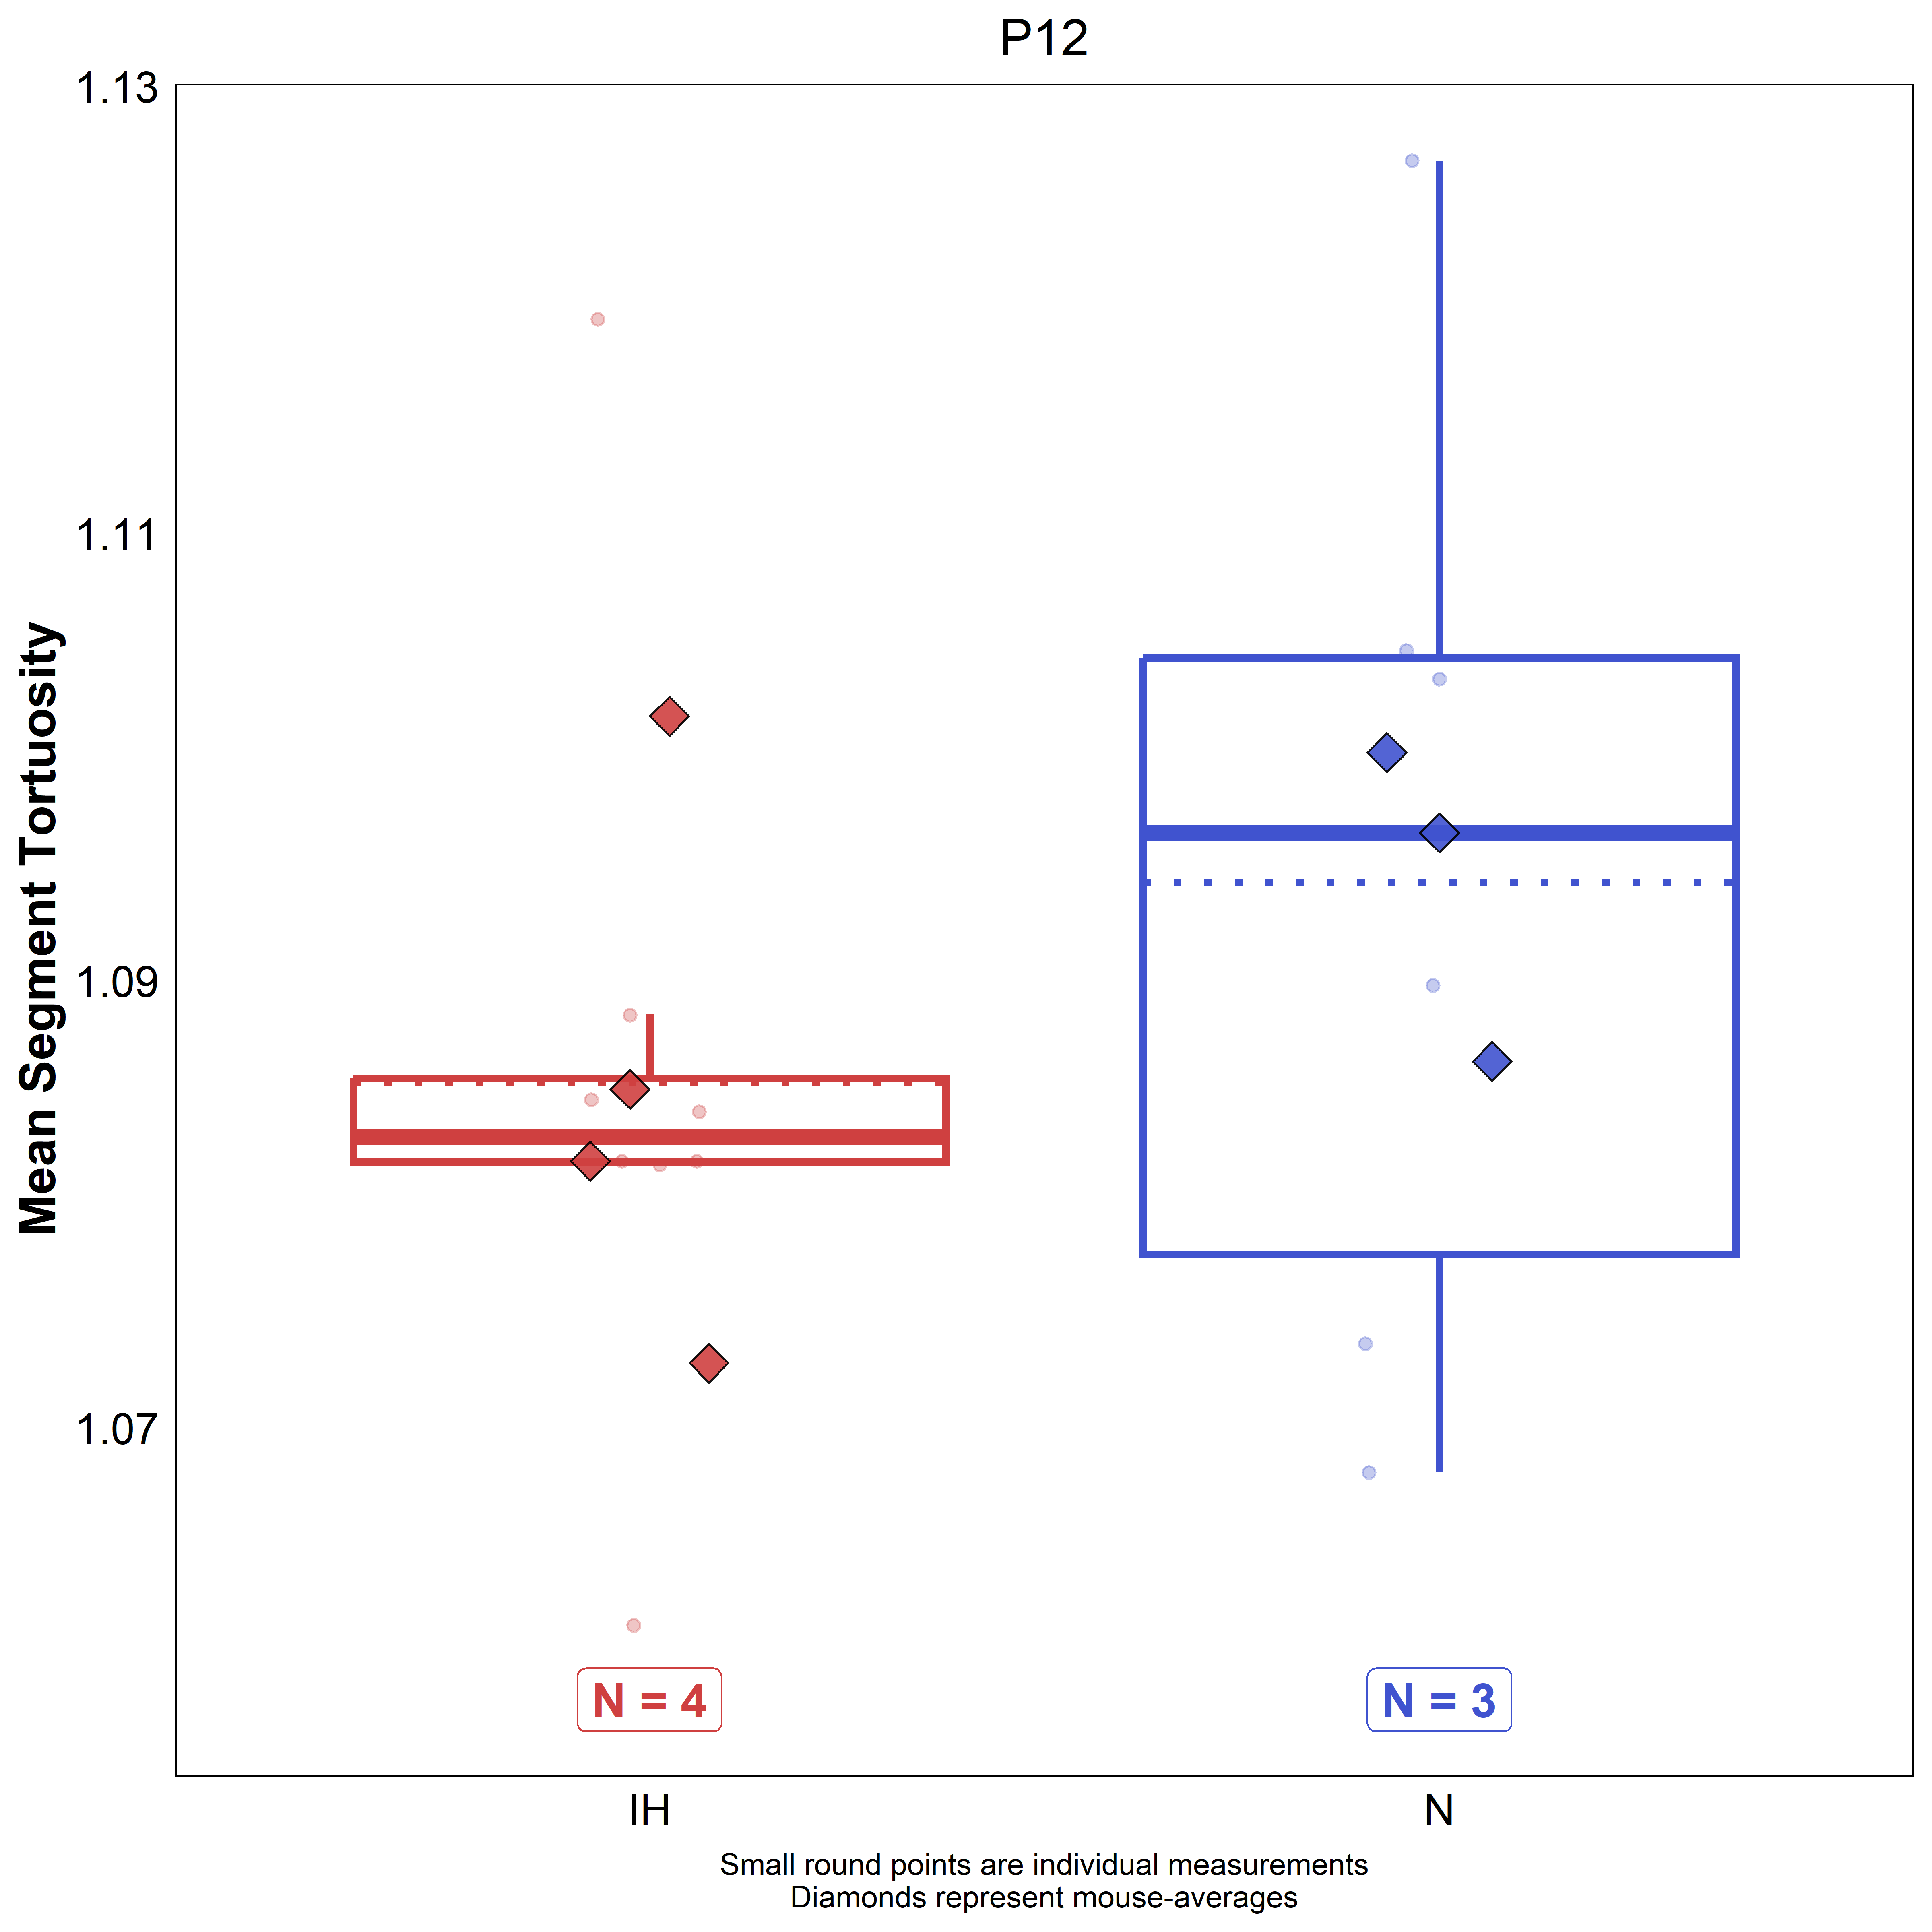 P12
1.13
1.11
1.09
1.07
Mean Segment Tortuosity
N = 4
N = 3
IH
N
Small round points are individual measurements
Diamonds represent mouse-averages